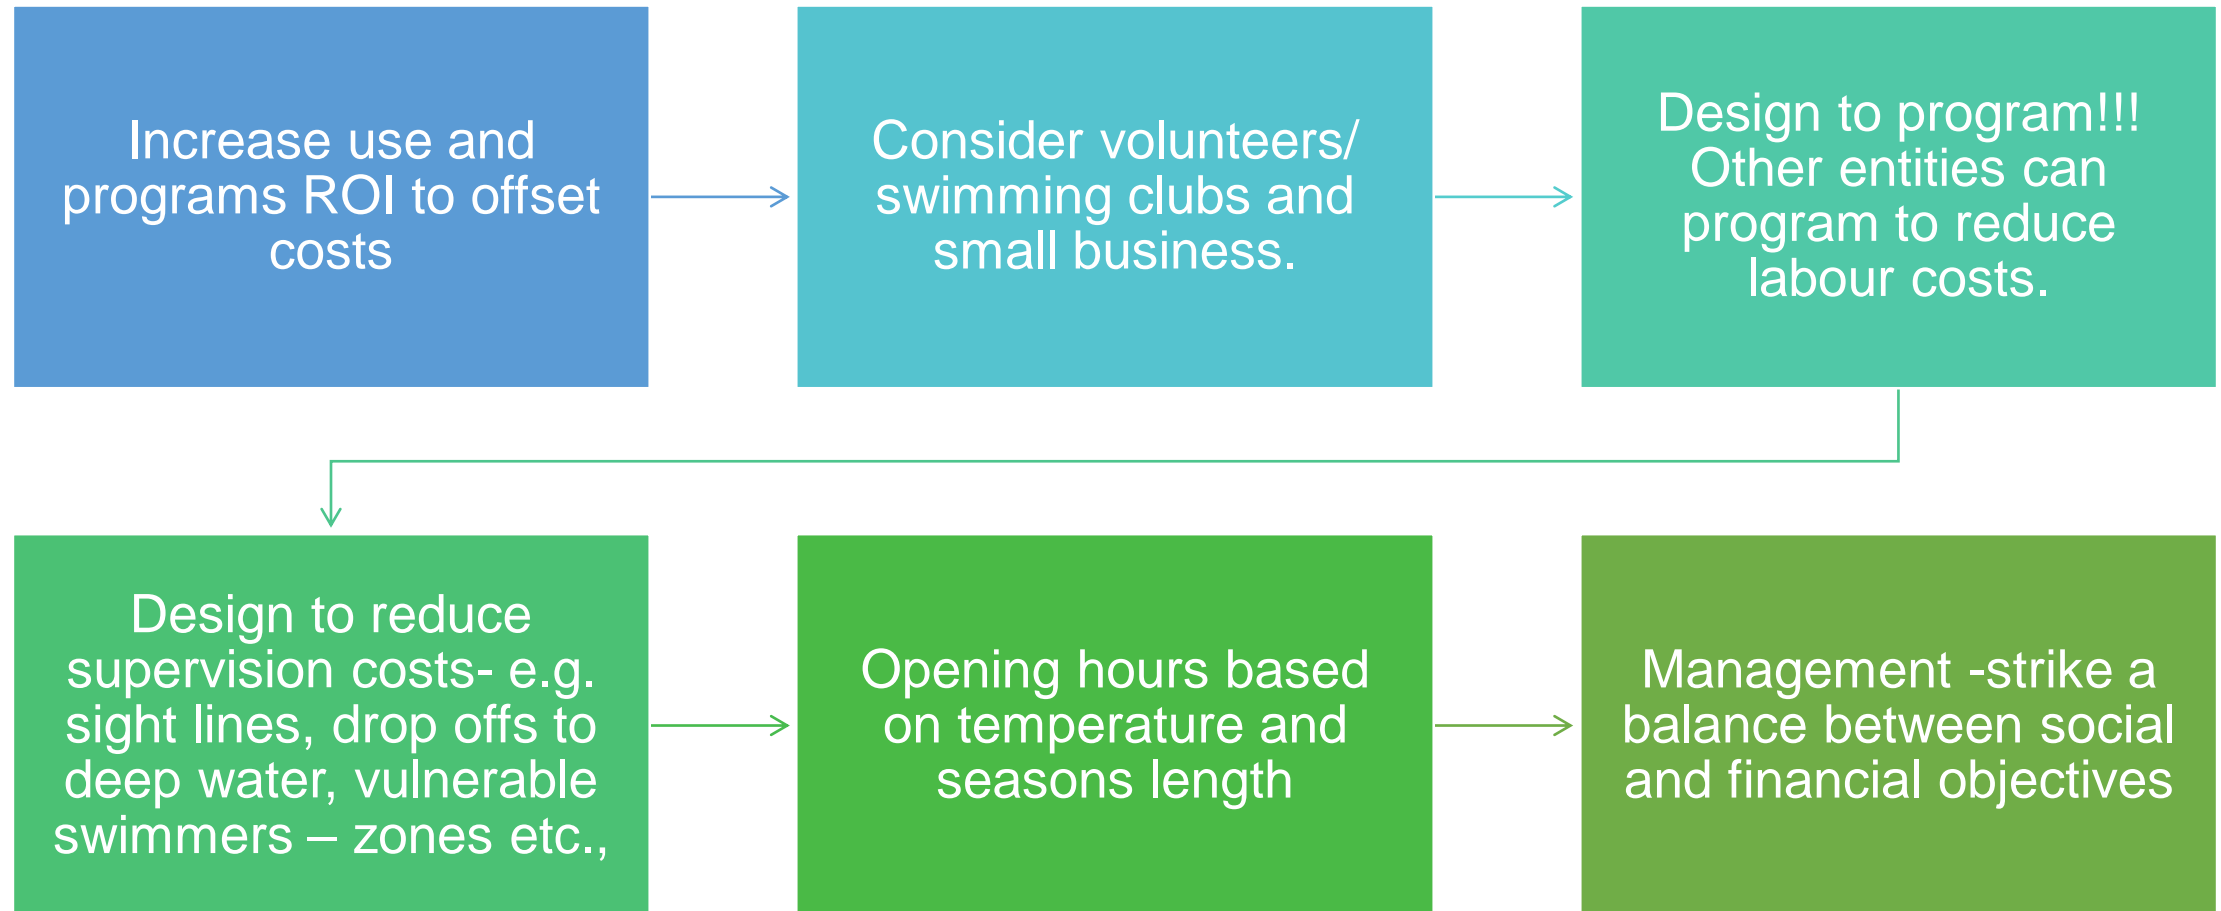 Increase use and
programs ROI to offset
costs
Consider volunteers/
swimming clubs and
small business.
Design to program!!!
Other entities can
program to reduce
labour costs.
Design to reduce
supervision costs- e.g.
sight lines, drop offs to
deep water, vulnerable
swimmers – zones etc.,
Opening hours based
on temperature and
seasons length
Management -strike a
balance between social
and financial objectives